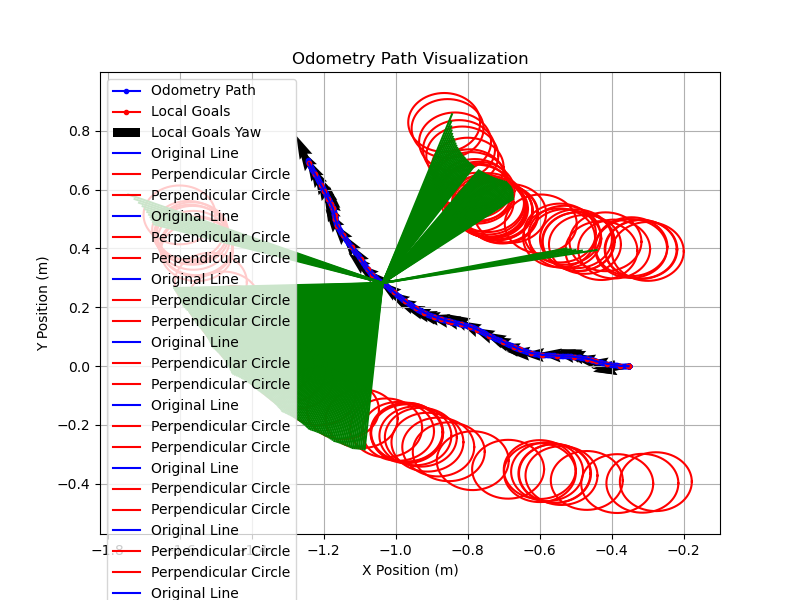 Odometry Path Visualization
Y Position (m)
0.8
0.6
0.4
0.2
0.0
−0.2
−0.4
Odometry Path
Local Goals
Local Goals Yaw
Original Line
Perpendicular Circle
Perpendicular Circle
Original Line
Perpendicular Circle
Perpendicular Circle
Original Line
Perpendicular Circle
Perpendicular Circle
Original Line
Perpendicular Circle
Perpendicular Circle
Original Line
Perpendicular Circle
Perpendicular Circle
Original Line
Perpendicular Circle
Perpendicular Circle
Original Line
Perpendicular Circle
Perpendicular Circle
Original Line
−1.2 −1.0 −0.8 −0.6 −0.4 −0.2
X Position (m)